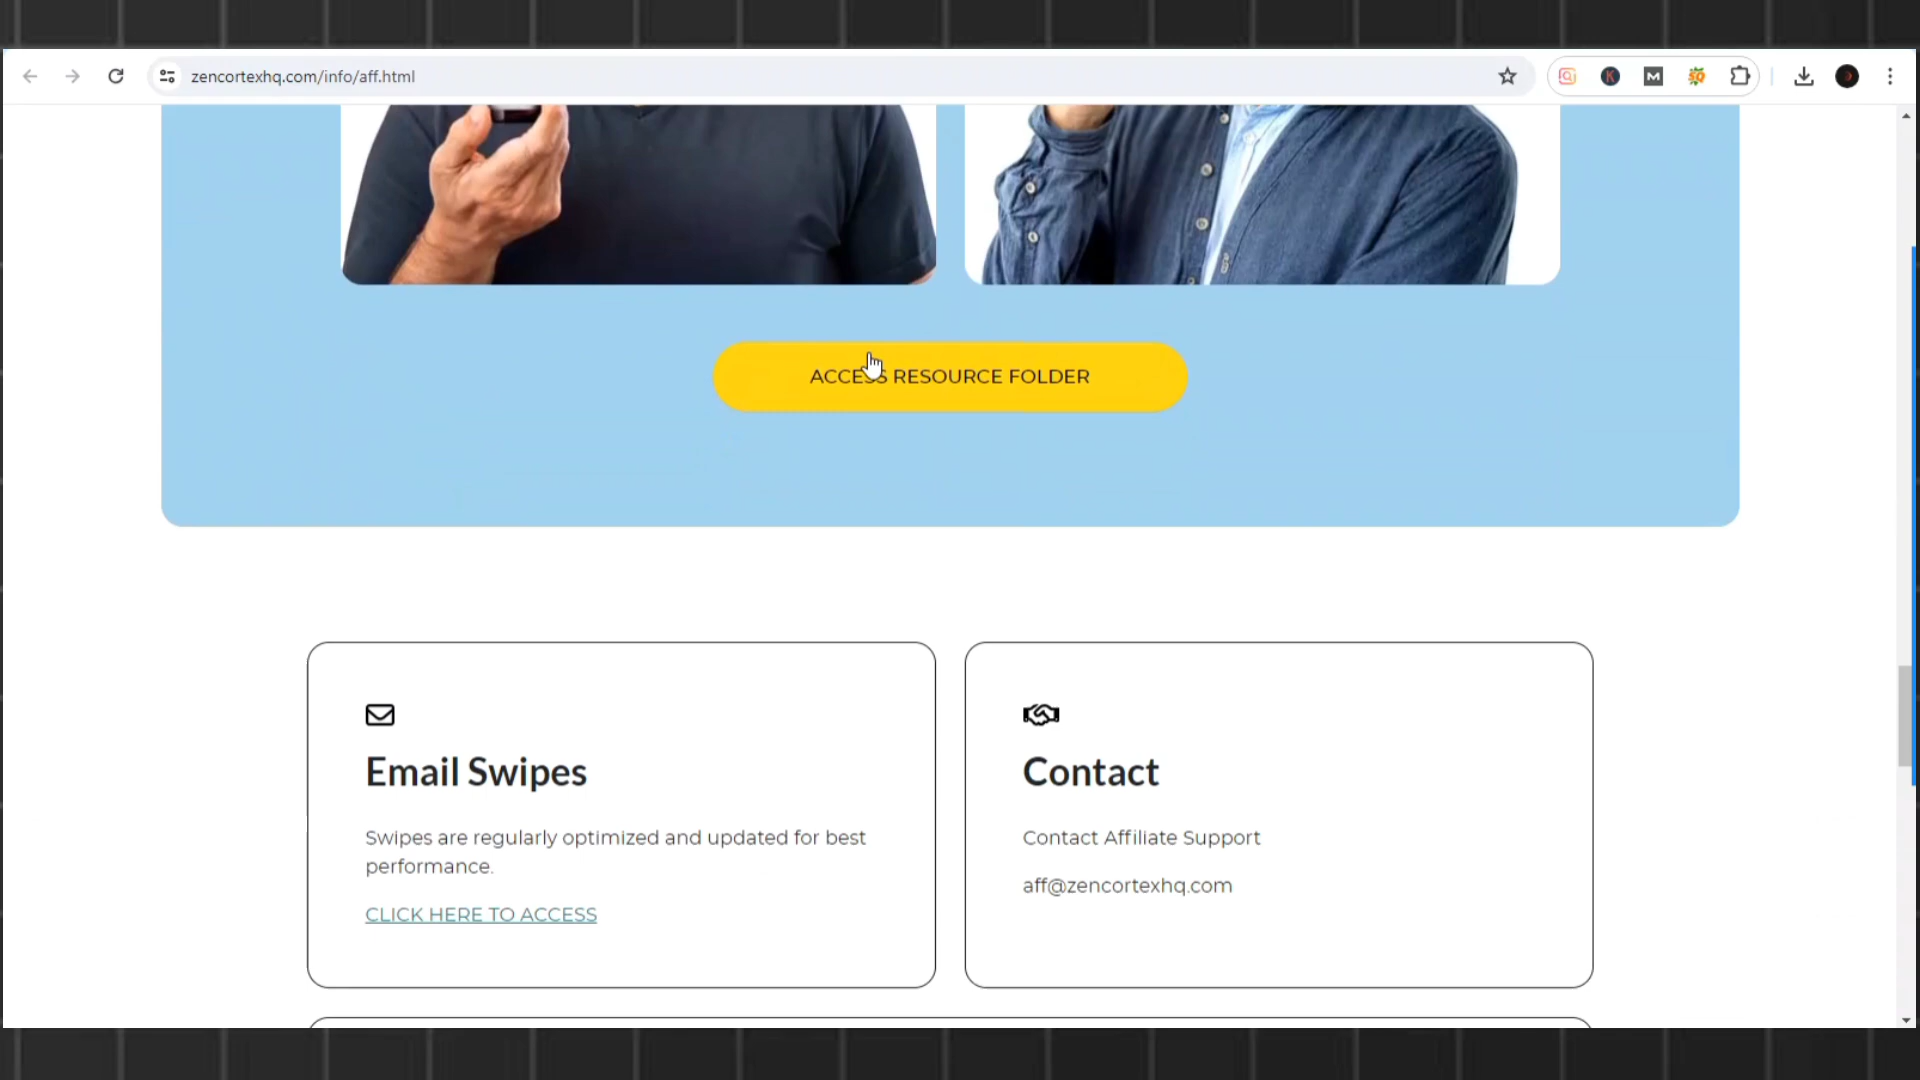 zencortexhq.com/info/aff.html
ACCESS RESOURCE FOLDER
Email Swipes
Swipes are regularly optimized and updated for best
performance.
CLICK HERE TO ACCESS
Contact
Contact Affiliate Support
aff@zencortexhq.com